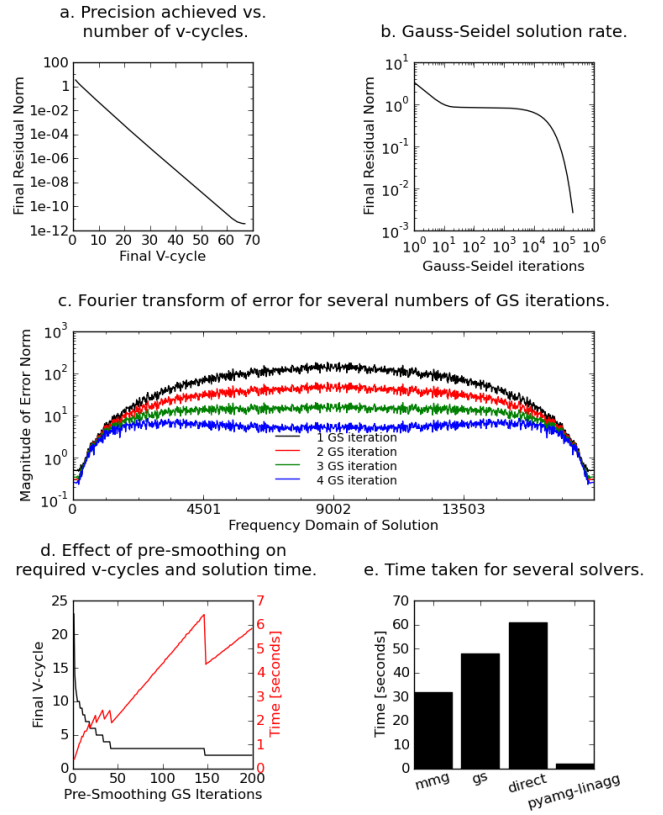 a. Precision achieved vs.
number of v-cycles.
Final Residual Norm
100
1
1e-02
1e-04
1e-06
1e-08
1e-10
1e-12
0 10 20 30 40 50 60 70
Final V-cycle
b. Gauss-Seidel solution rate.
Final Residual Norm
10^1
10^0
10^-1
10^-2
10^-3
10^0 10^1 10^2 10^3 10^4 10^5 10^6
Gauss-Seidel iterations
c. Fourier transform of error for several numbers of GS iterations.
Magnitude of Error Norm
10^3
10^2
10^1
10^0
10^-1
1 GS iteration
2 GS iteration
3 GS iteration
4 GS iteration
0 4501 9002 13503
Frequency Domain of Solution
d. Effect of pre-smoothing on
required v-cycles and solution time.
Final V-cycle
25
20
15
10
5
0
0 50 100 150 200
Pre-Smoothing GS Iterations
7
6
5
4
3
2
1
0
Time [seconds]
e. Time taken for several solvers.
Time [seconds]
70
60
50
40
30
20
10
0
mmg gs direct pyamg-linagg